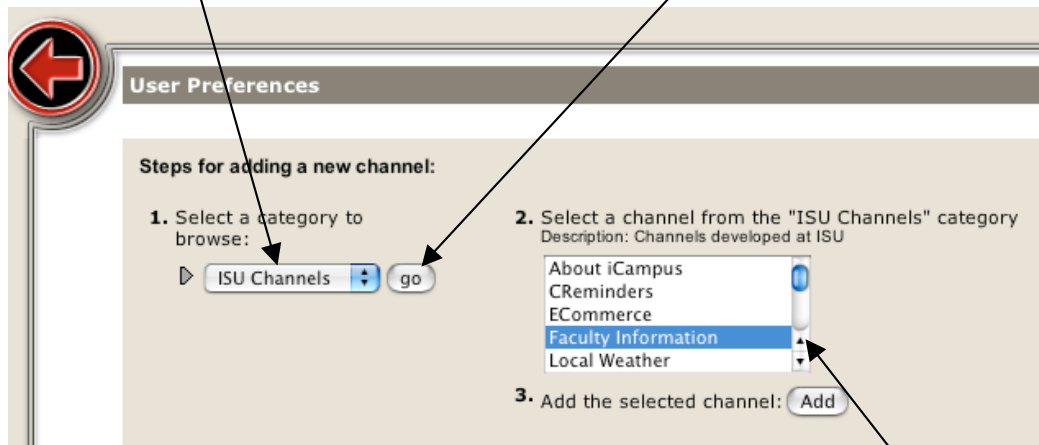 User Preferences
Steps for adding a new channel:
1. Select a category to
browse:
ISU Channels go
2. Select a channel from the "ISU Channels" category
Description: Channels developed at ISU
About iCampus
CReminders
ECommerce
Faculty Information
Local Weather
3. Add the selected channel: Add